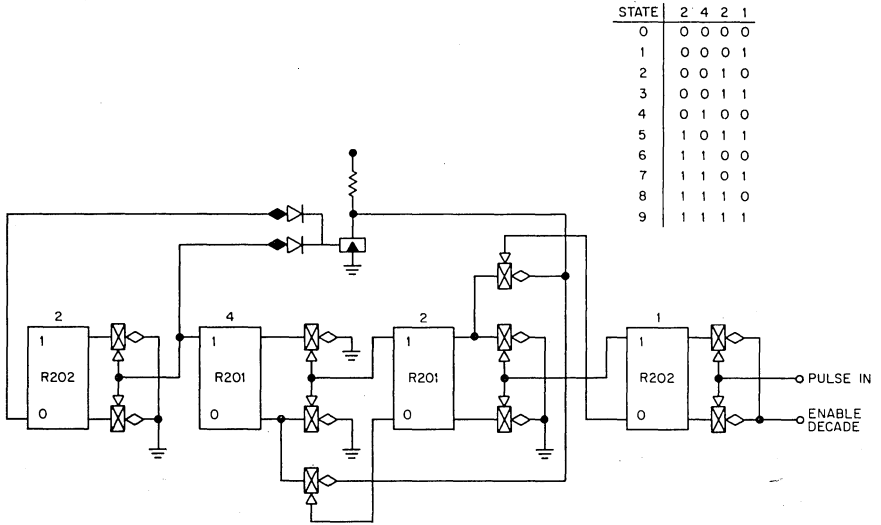 STATE 2 4 2 1
0 0 0 0 0
1 0 0 0 1
2 0 0 1 0
3 0 0 1 1
4 0 1 0 0
5 1 0 1 1
6 1 1 0 0
7 1 1 0 1
8 1 1 1 0
9 1 1 1 1
2 4 2 1
1 1 1 1
R202 R201 R201 R202
0 0 0 0
PULSE IN
ENABLE
DECADE